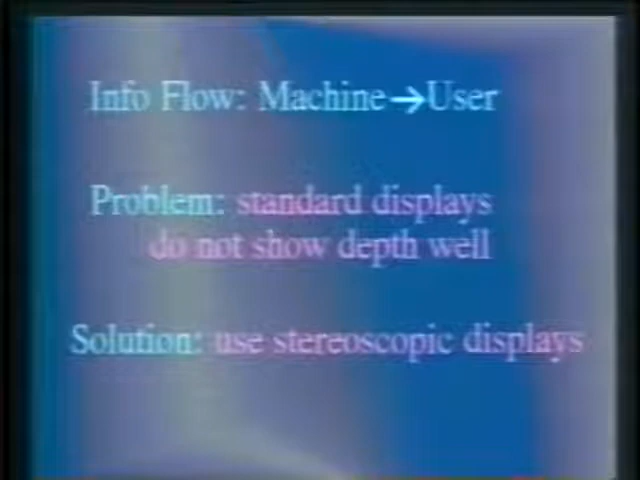 Info Flow: Machine→User
Problem: standard displays
do not show depth well
Solution: use stereoscopic displays